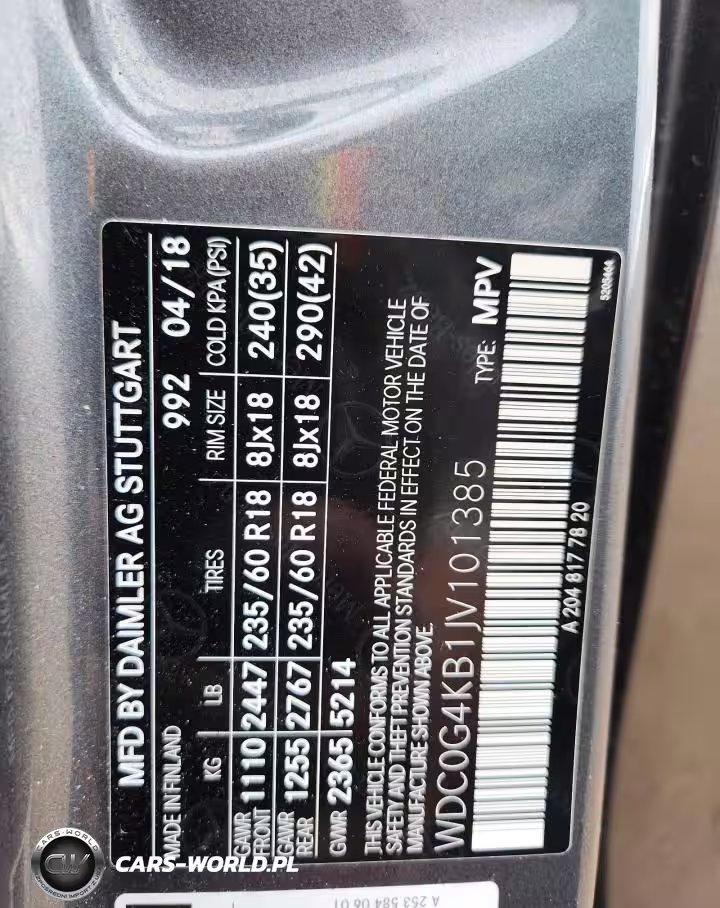 MFD BY DAIMLER AG STUTTGART
MADE IN FINLAND 992 04/18
KG LB TIRES RIM SIZE COLD KPA(PSI)
GAWR FRONT 1110 2447 235/60 R18 8Jx18 240(35)
GAWR REAR 1255 2767 235/60 R18 8Jx18 290(42)
GVWR 2365 5214
THIS VEHICLE CONFORMS TO ALL APPLICABLE FEDERAL MOTOR VEHICLE
SAFETY AND THEFT PREVENTION STANDARDS IN EFFECT ON THE DATE OF
MANUFACTURE SHOWN ABOVE.
WDC0G4KB1JV101385 TYPE: MPV
A 204 817 78 20
5208464
A 253 584 06 01
CARS-WORLD
CW
CARS-WORLD.PL